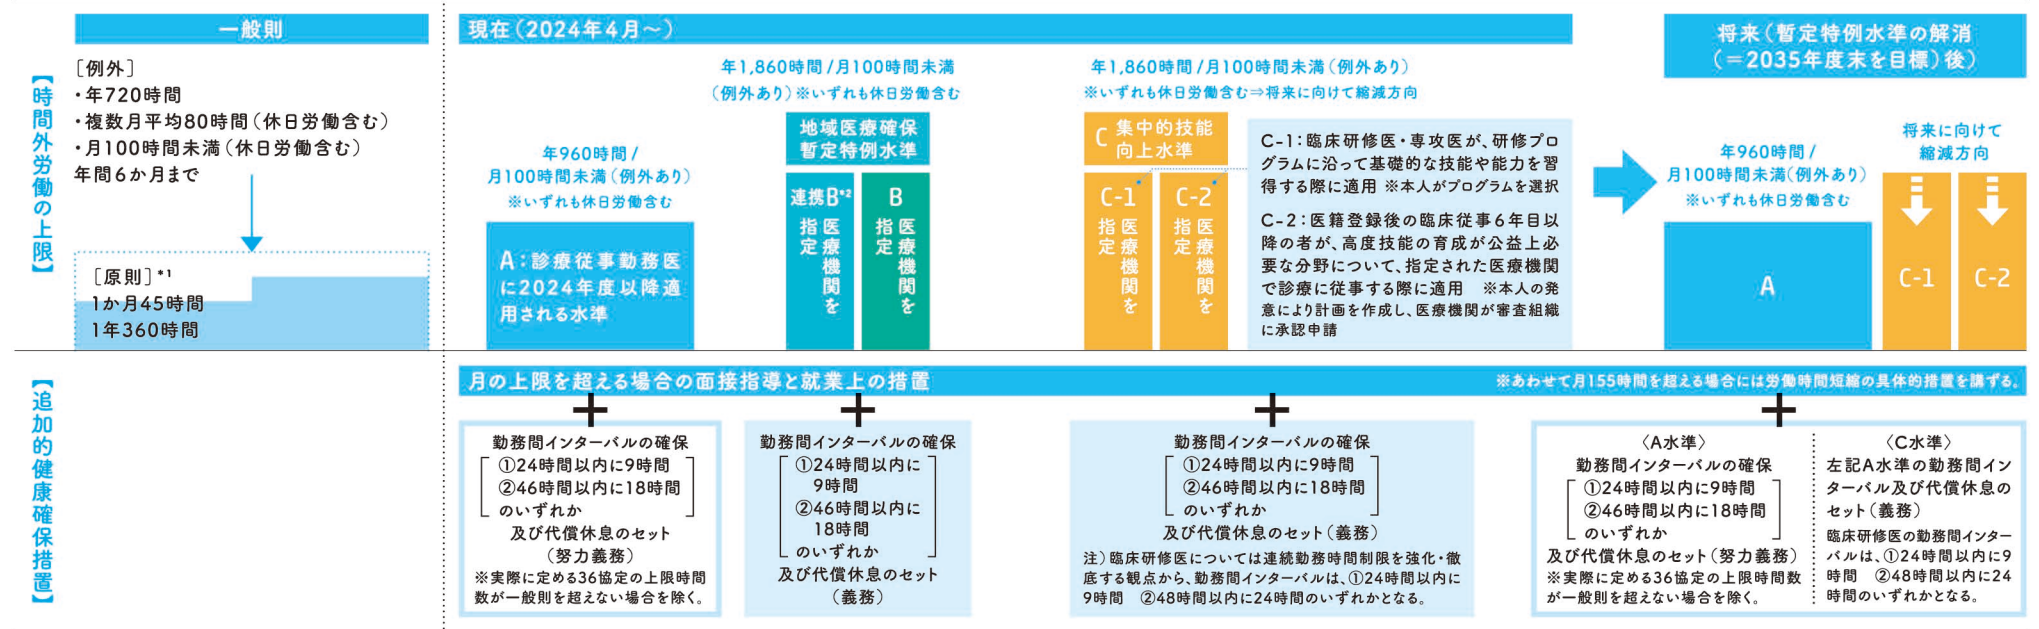 一般則
【時間外労働の上限】
［例外］
・年720時間
・複数月平均80時間（休日労働含む）
・月100時間未満（休日労働含む）
年間6か月まで
［原則］*1
1か月45時間
1年360時間
現在（2024年4月～）
年960時間 /
月100時間未満（例外あり）
※いずれも休日労働含む
A：診療従事勤務医
に2024年度以降適
用される水準
年1,860時間 /月100時間未満
（例外あり）※いずれも休日労働含む
地域医療確保
暫定特例水準
連携B*2
医療機関を
指定
B
医療機関を
指定
年1,860時間 /月100時間未満（例外あり）
※いずれも休日労働含む⇒将来に向けて縮減方向
C 集中的技能
向上水準
C-1*
医療機関を
指定
C-2*
医療機関を
指定
C-1：臨床研修医・専攻医が、研修プロ
グラムに沿って基礎的な技能や能力を習
得する際に適用 ※本人がプログラムを選択
C-2：医籍登録後の臨床従事6年目以
降の者が、高度技能の育成が公益上必
要な分野について、指定された医療機関
で診療に従事する際に適用　※本人の発
意により計画を作成し、医療機関が審査組織
に承認申請
将来（暫定特例水準の解消
（＝2035年度末を目標）後）
年960時間 /
月100時間未満（例外あり）
※いずれも休日労働含む
A
将来に向けて
縮減方向
C-1
C-2
【追加的健康確保措置】
月の上限を超える場合の面接指導と就業上の措置
※あわせて月155時間を超える場合には労働時間短縮の具体的措置を講ずる。
+
勤務間インターバルの確保
①24時間以内に9時間
②46時間以内に18時間
のいずれか
及び代償休息のセット
（努力義務）
※実際に定める36協定の上限時間
数が一般則を超えない場合を除く。
+
勤務間インターバルの確保
①24時間以内に
9時間
②46時間以内に
18時間
のいずれか
及び代償休息のセット
（義務）
+
勤務間インターバルの確保
①24時間以内に9時間
②46時間以内に18時間
のいずれか
及び代償休息のセット（義務）
注）臨床研修医については連続勤務時間制限を強化・徹
底する観点から、勤務間インターバルは、①24時間以内に
9時間　②48時間以内に24時間のいずれかとなる。
+
〈A水準〉
勤務間インターバルの確保
①24時間以内に9時間
②46時間以内に18時間
のいずれか
及び代償休息のセット（努力義務）
※実際に定める36協定の上限時間数
が一般則を超えない場合を除く。
〈C水準〉
左記A水準の勤務間イン
ターバル及び代償休息の
セット（義務）
臨床研修医の勤務間インター
バルは、①24時間以内に9
時間　②48時間以内に24
時間のいずれかとなる。